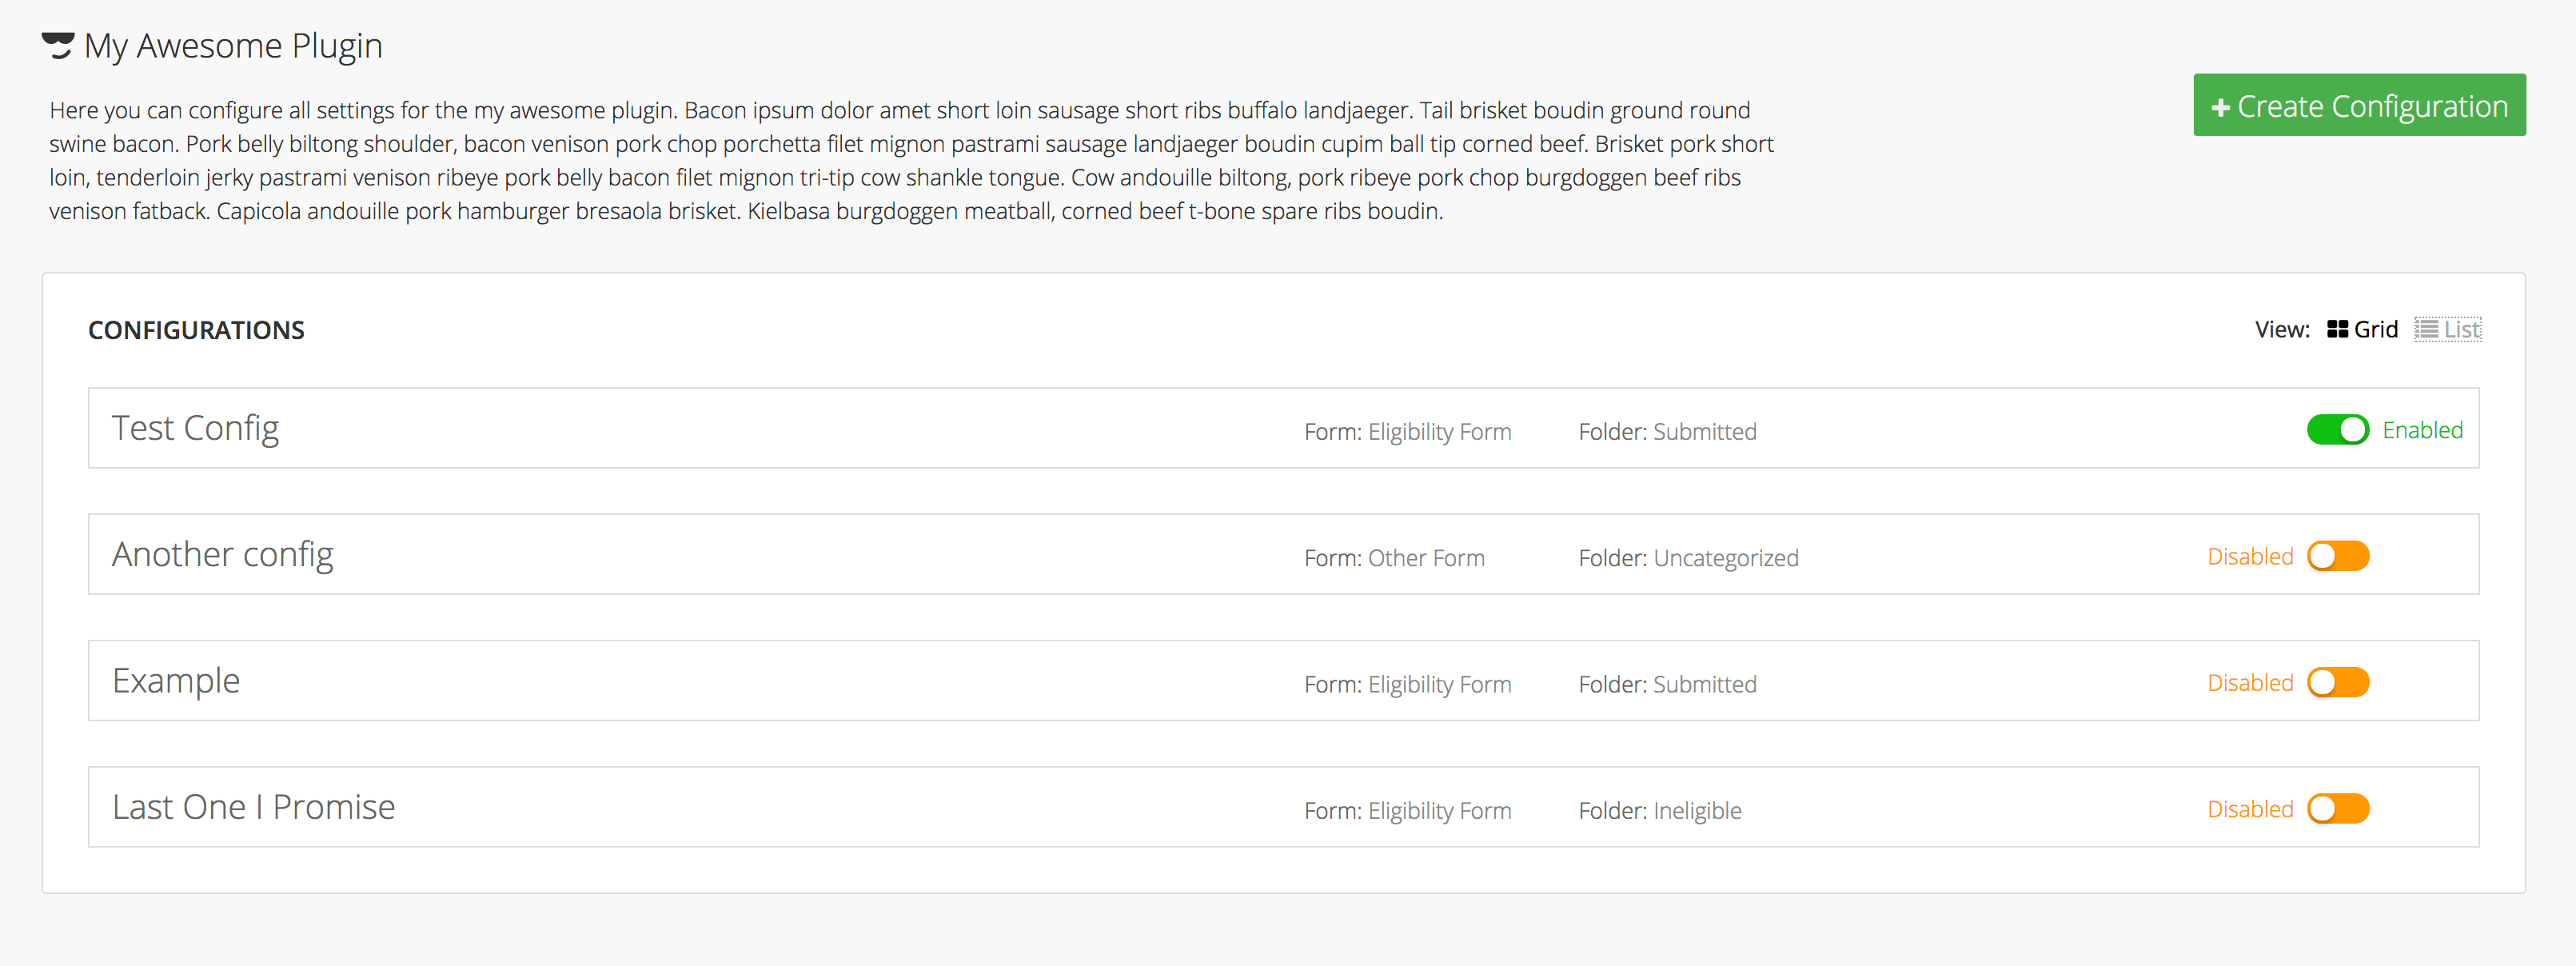 My Awesome Plugin
Here you can configure all settings for the my awesome plugin. Bacon ipsum dolor amet short loin sausage short ribs buffalo landjaeger. Tail brisket boudin ground round
swine bacon. Pork belly biltong shoulder, bacon venison pork chop porchetta filet mignon pastrami sausage landjaeger boudin cupim ball tip corned beef. Brisket pork short
loin, tenderloin jerky pastrami venison ribeye pork belly bacon filet mignon tri-tip cow shankle tongue. Cow andouille biltong, pork ribeye pork chop burgdoggen beef ribs
venison fatback. Capicola andouille pork hamburger bresaola brisket. Kielbasa burgdoggen meatball, corned beef t-bone spare ribs boudin.
Create Configuration
CONFIGURATIONS
View: Grid List
Test Config Form: Eligibility Form Folder: Submitted Enabled
Another config Form: Other Form Folder: Uncategorized Disabled
Example Form: Eligibility Form Folder: Submitted Disabled
Last One I Promise Form: Eligibility Form Folder: Ineligible Disabled